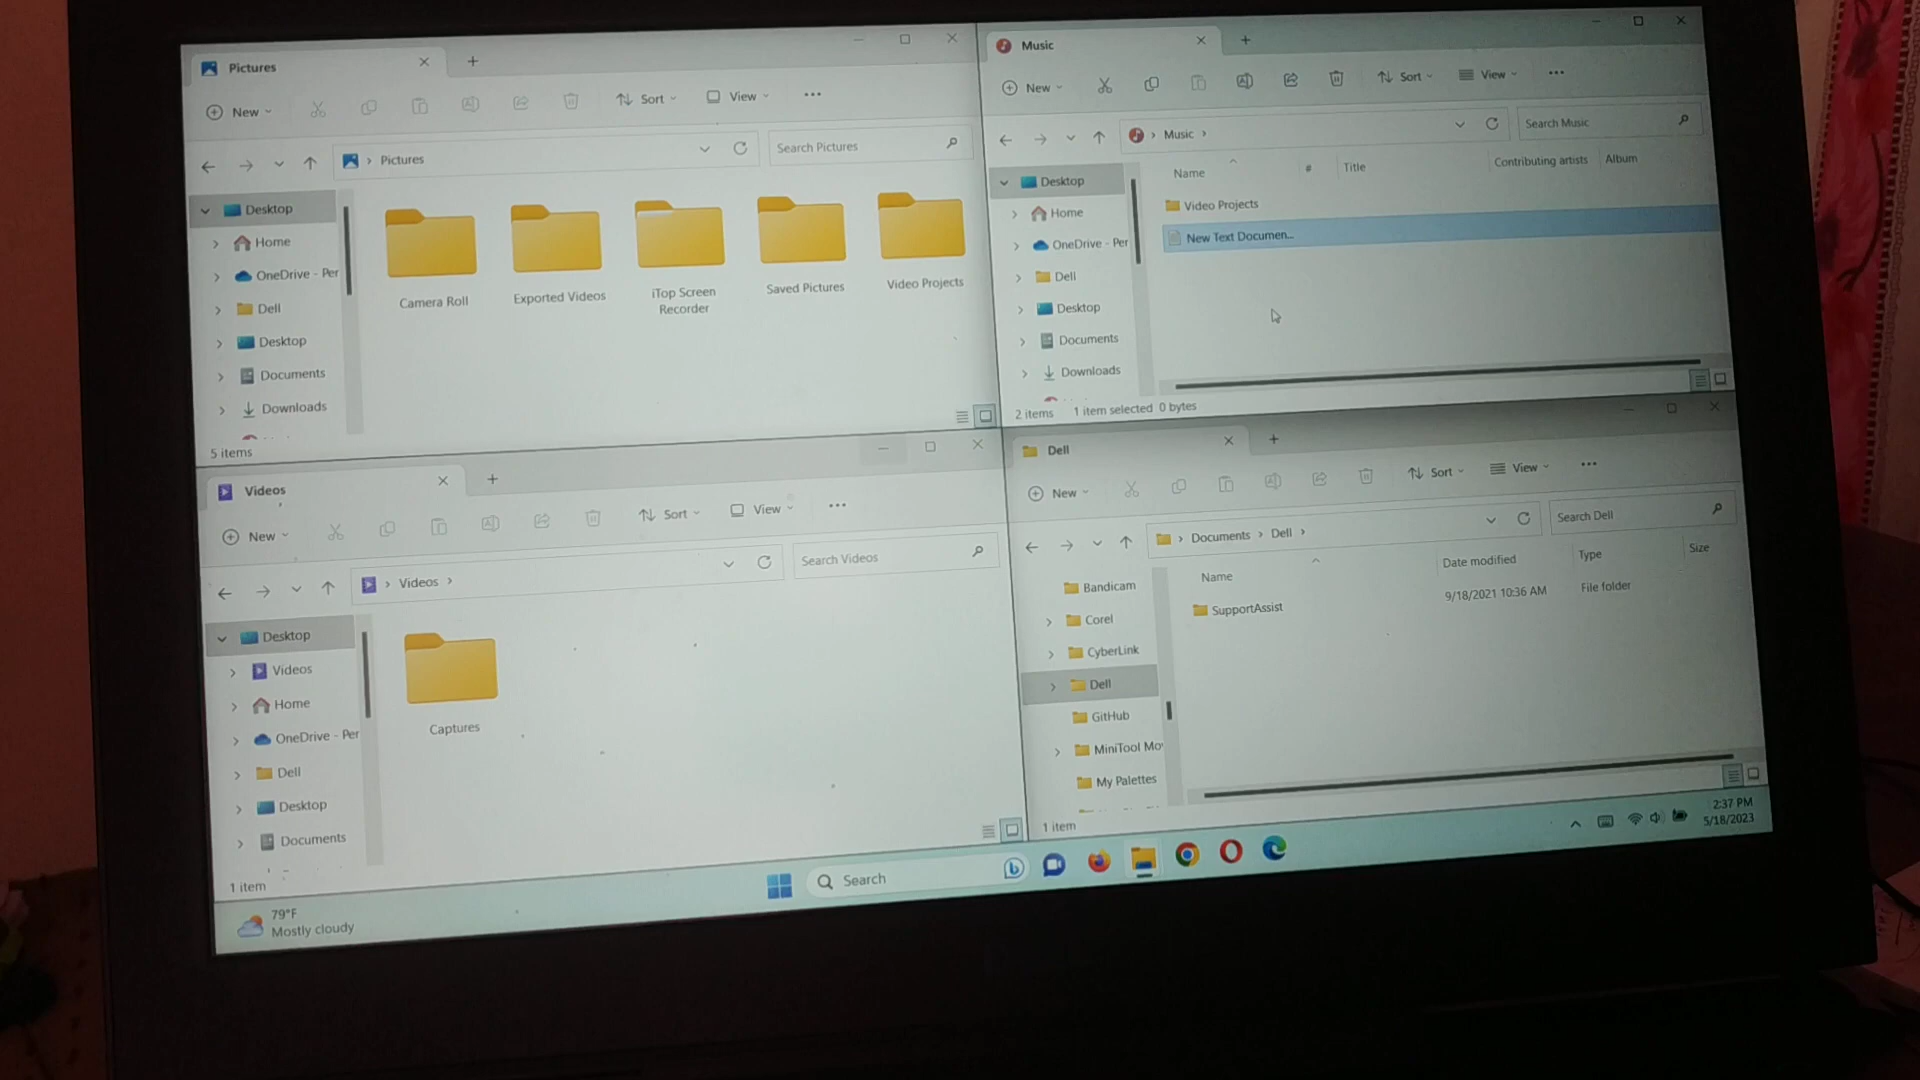 Pictures
New
Sort
View
Pictures
Search Pictures
Desktop
Home
OneDrive - Per
Dell
Desktop
Documents
Downloads
Camera Roll
Exported Videos
iTop Screen
Recorder
Saved Pictures
Video Projects
5 items
Music
New
Sort
View
Music
Search Music
Desktop
Home
OneDrive - Per
Dell
Desktop
Documents
Downloads
Name
#
Title
Contributing artists
Album
Video Projects
New Text Documen...
2 items
1 item selected 0 bytes
Videos
New
Sort
View
Videos
Search Videos
Desktop
Videos
Home
OneDrive - Per
Dell
Desktop
Documents
Captures
1 item
Dell
New
Sort
View
Documents > Dell >
Search Dell
Bandicam
Corel
CyberLink
Dell
GitHub
MiniTool Mo
My Palettes
Name
Date modified
Type
Size
SupportAssist
9/18/2021 10:36 AM
File folder
1 item
79°F
Mostly cloudy
Search
2:37 PM
5/18/2023